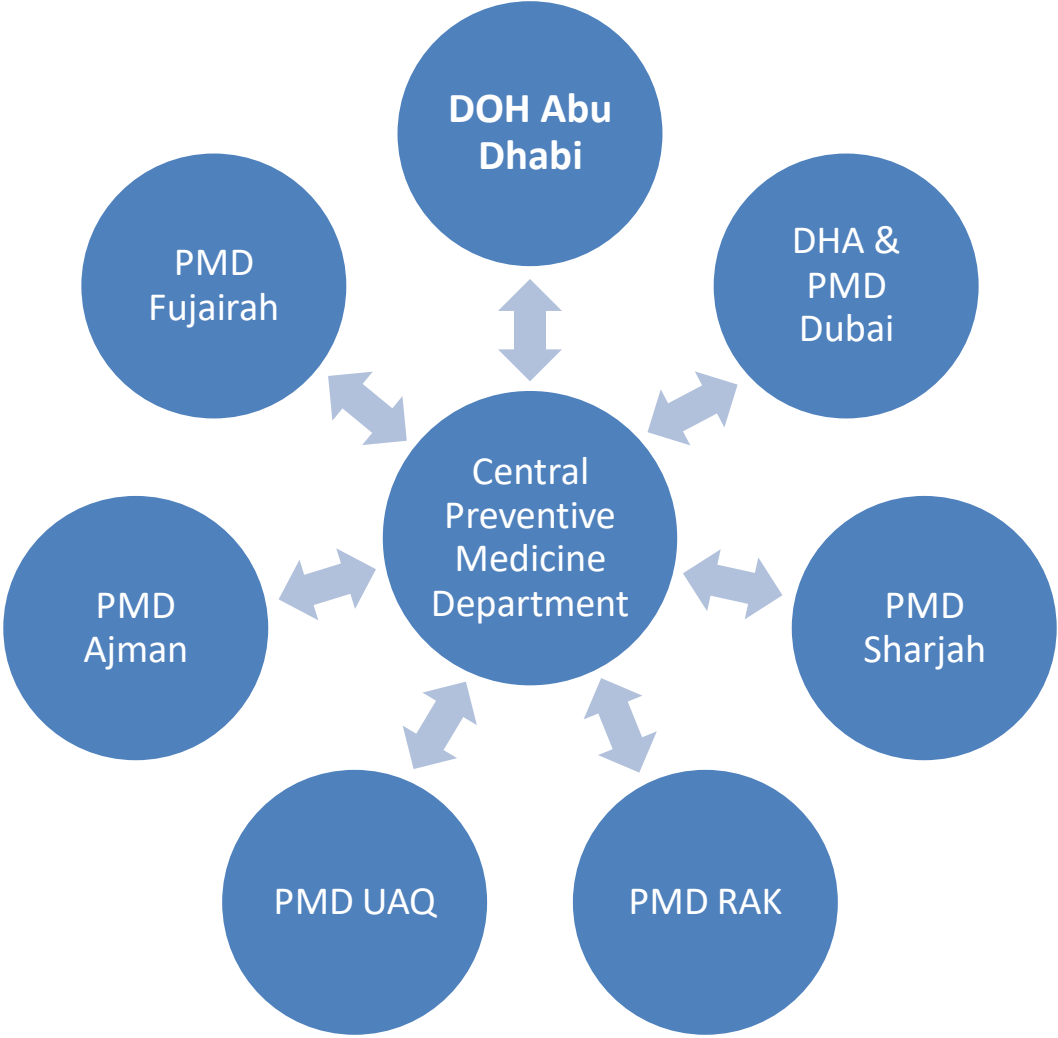 DOH Abu
Dhabi
DHA &
PMD
Dubai
PMD
Sharjah
PMD RAK
PMD UAQ
PMD
Ajman
PMD
Fujairah
Central
Preventive
Medicine
Department